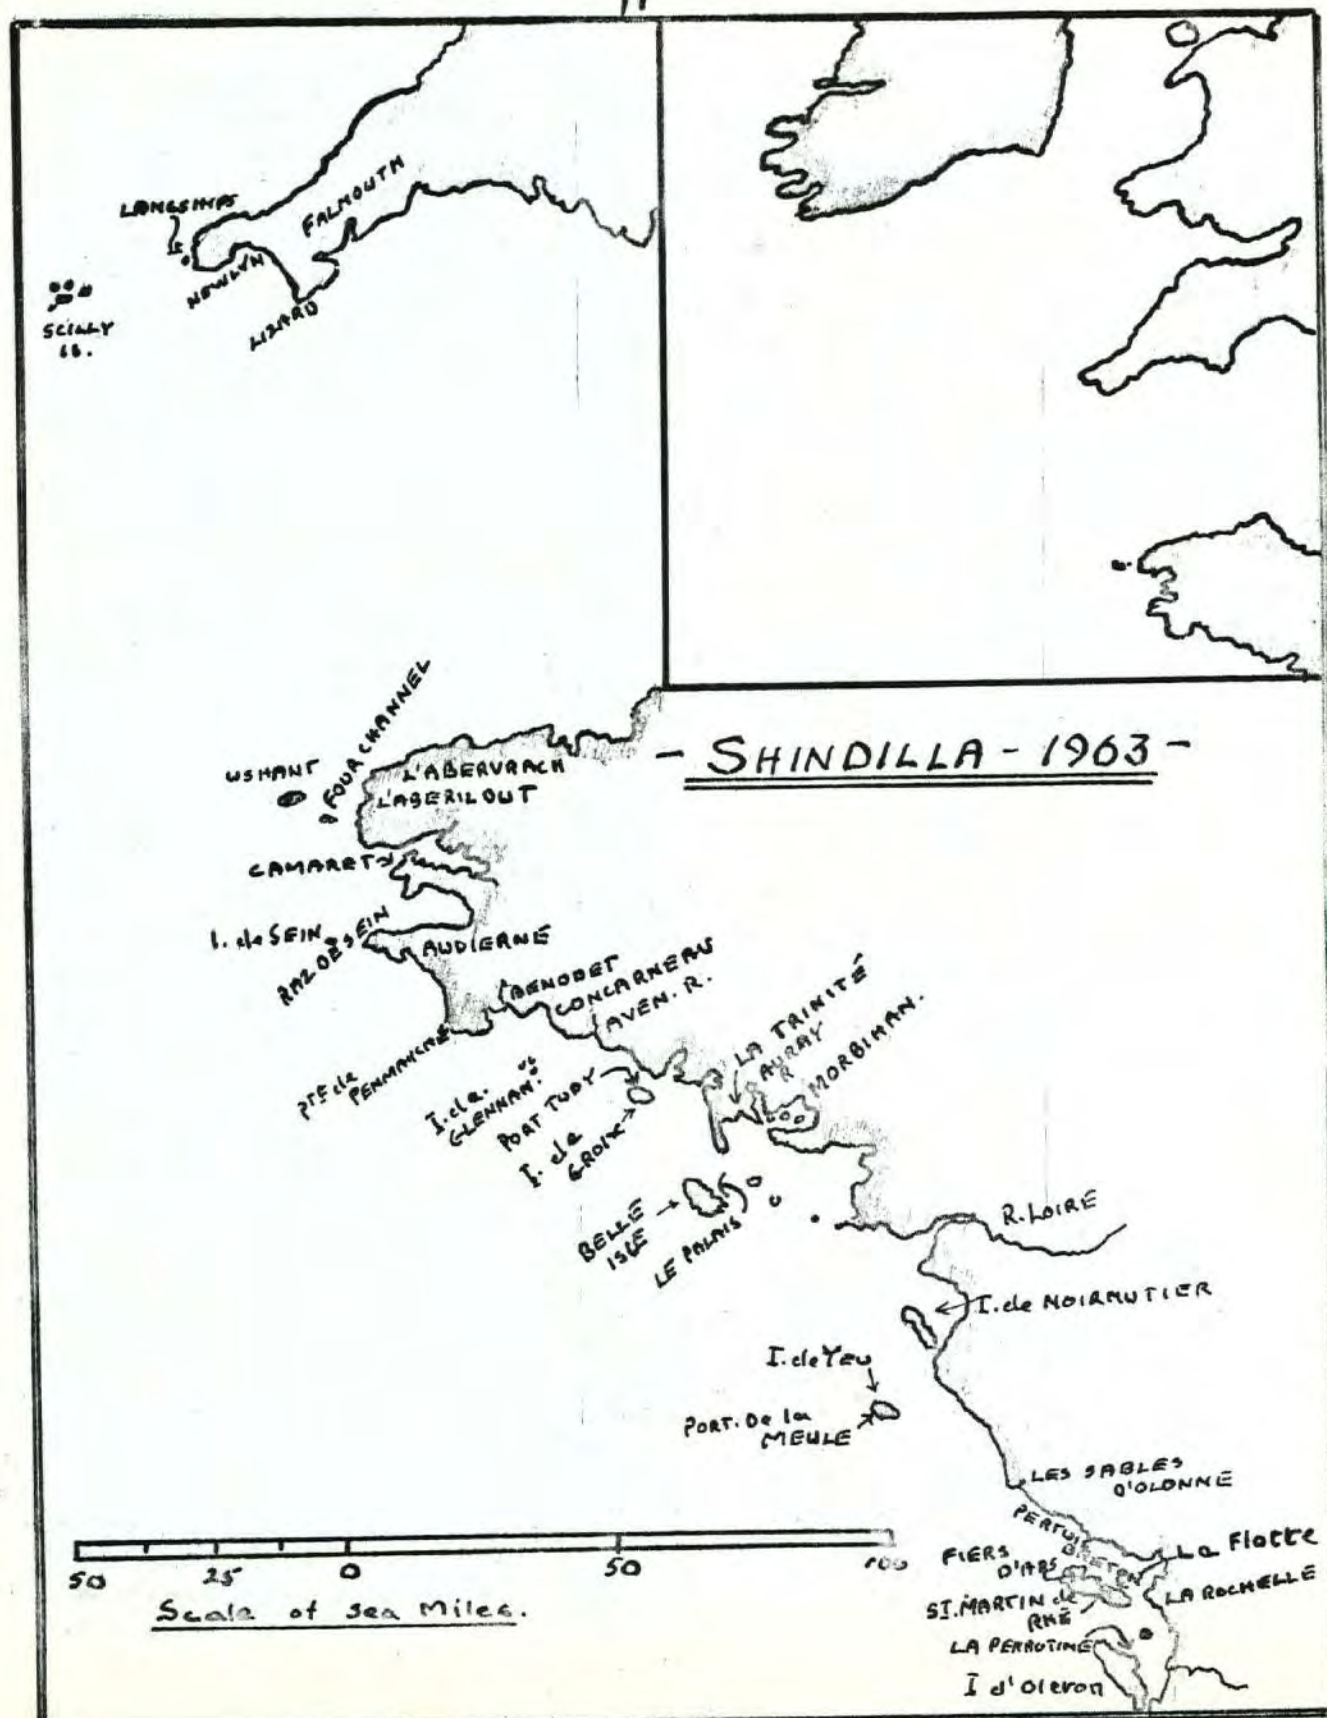 LANGSHIPS
FALMOUTH
NEWLYN
LIZARD
SCILLY
IS.
- SHINDILLA - 1963 -
USHANT
FOUR CHANNEL
L'ABERVRACH
L'ABERILDUT
CAMARET
I. de SEIN
RAZ DE SEIN
AUDIERNE
BENODET
CONCARNEAU
AVEN. R.
PTE de
PENMARCHE
I. de.
GLENNAN.
PORT TUDY
I. de
GROIX
LA TRINITÉ
AURAY
R
MORBIHAN.
BELLE
ISLE
LE PALAIS
R. LOIRE
I. de NOIRMUTIER
I. de Yeu
PORT. De la
MEULE
LES SABLES
D'OLONNE
PERTUIS
BRETON
La Flotte
FIERS
D'ARS
LA ROCHELLE
ST. MARTIN de
RHÉ
LA PERROTINE
I d'Oleron
50 25 0 50 100
Scale of Sea Miles.